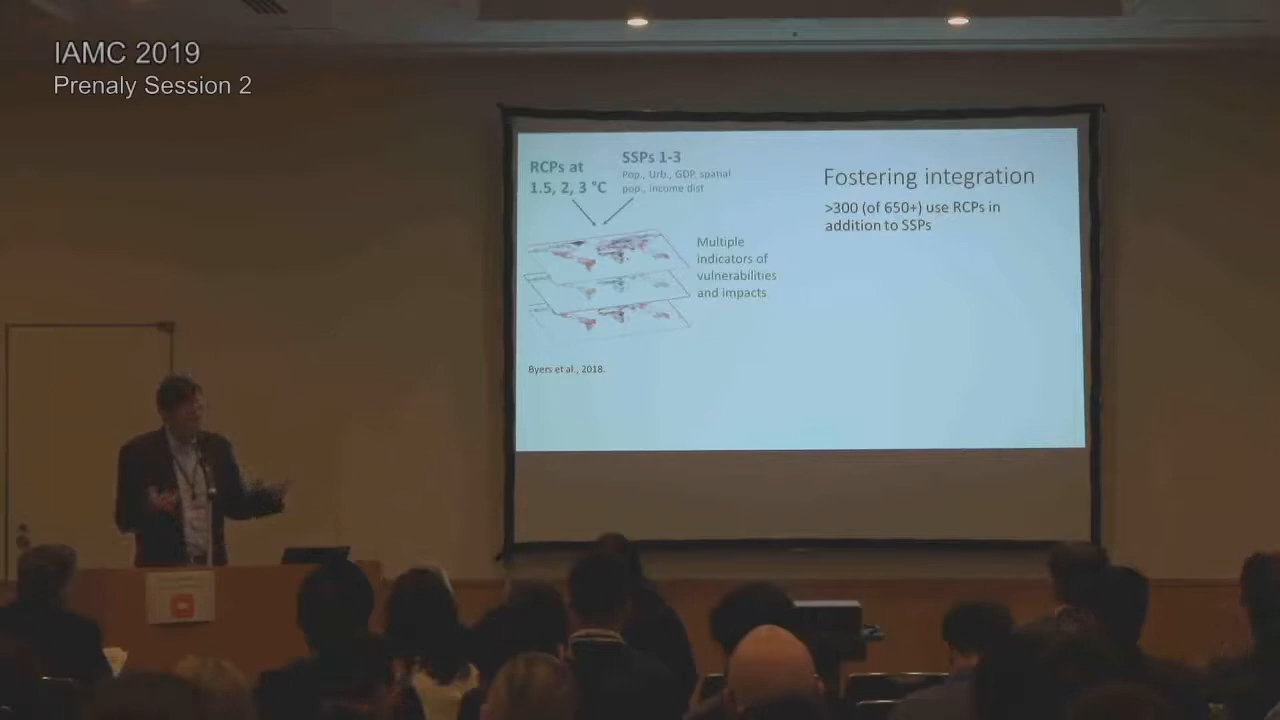 IAMC 2019
Prenaly Session 2
RCPs at
1.5, 2, 3 °C
SSPs 1-3
Pop., Urb., GDP, spatial
pop., income dist
Multiple
indicators of
vulnerabilities
and impacts
Byers et al., 2018.
Fostering integration
>300 (of 650+) use RCPs in
addition to SSPs